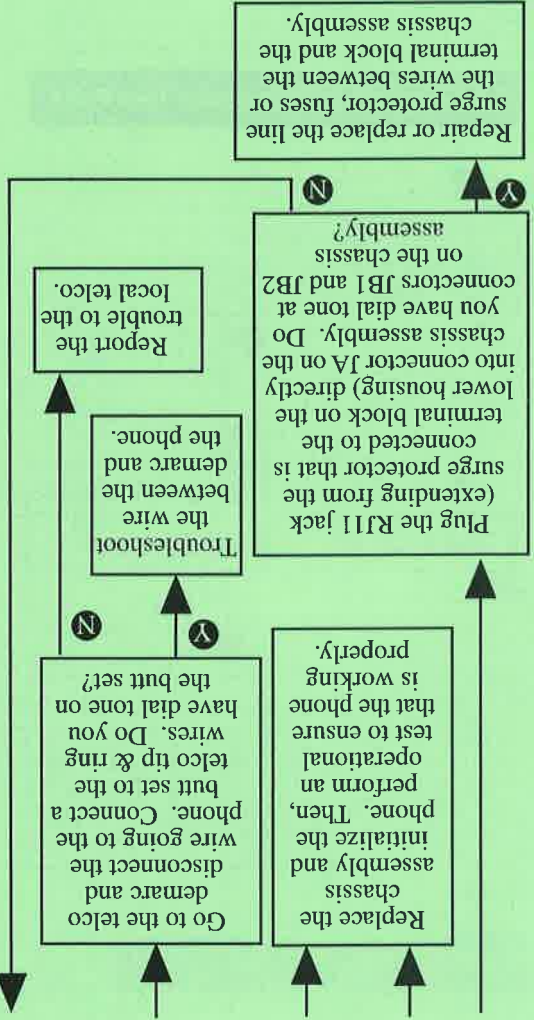 Replace the
chassis
assembly and
initialize the
phone. Then,
perform an
operational
test to ensure
that the phone
is working
properly.
Go to the telco
demarc and
disconnect the
wire going to the
phone. Connect a
butt set to the
telco tip & ring
wires. Do you
have dial tone on
the butt set?
Y
N
Plug the RJ11 jack
(extending from the
surge protector that is
connected to the
terminal block on the
lower housing) directly
into connector JA on the
chassis assembly. Do
you have dial tone at
connectors JB1 and JB2
on the chassis
assembly?
Troubleshoot
the wire
between the
demarc and
the phone.
Report the
trouble to the
local telco.
Y
N
Repair or replace the line
surge protector, fuses or
the wires between the
terminal block and the
chassis assembly.